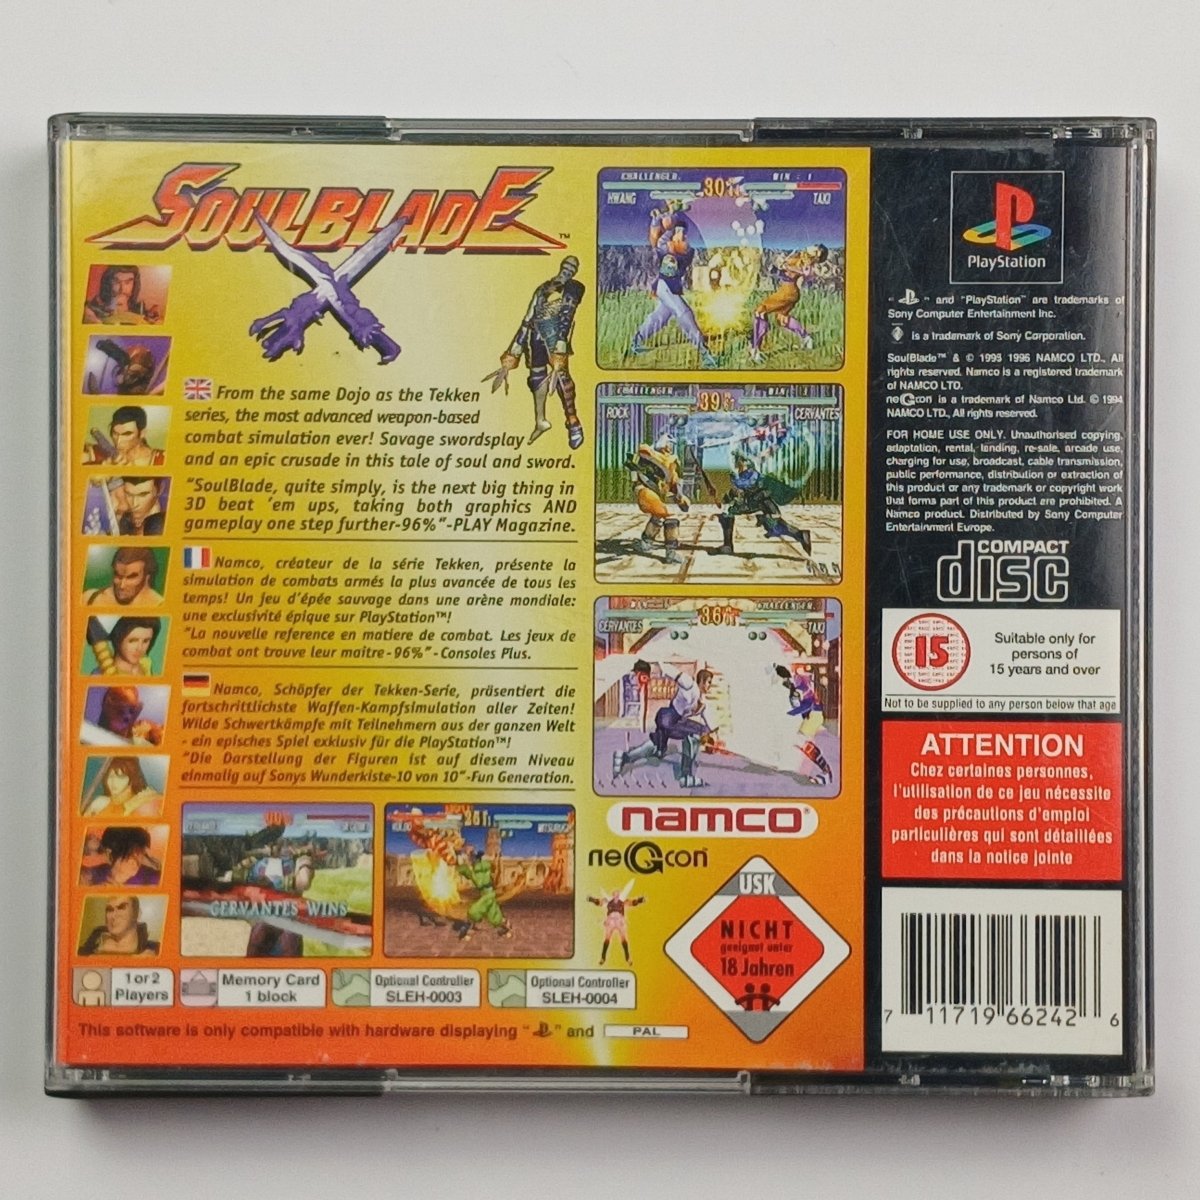 SOULBLADE™
From the same Dojo as the Tekken
series, the most advanced weapon-based
combat simulation ever! Savage swordsplay
and an epic crusade in this tale of soul and sword.
"SoulBlade, quite simply, is the next big thing in
3D beat 'em ups, taking both graphics AND
gameplay one step further-96%"-PLAY Magazine.
Namco, créateur de la série Tekken, présente la
simulation de combats armés la plus avancée de tous les
temps! Un jeu d'épée sauvage dans une arène mondiale:
une exclusivité épique sur PlayStation™!
"La nouvelle reference en matiere de combat. Les jeux de
combat ont trouve leur maitre-96%"-Consoles Plus.
Namco, Schöpfer der Tekken-Serie, präsentiert die
fortschrittlichste Waffen-Kampfsimulation aller Zeiten!
Wilde Schwertkämpfe mit Teilnehmern aus der ganzen Welt
- ein episches Spiel exklusiv für die PlayStation™!
"Die Darstellung der Figuren ist auf diesem Niveau
einmalig auf Sonys Wunderkiste-10 von 10"-Fun Generation.
CERVANTES WINS
1 or 2
Players
Memory Card
1 block
Optional Controller
SLEH-0003
Optional Controller
SLEH-0004
This software is only compatible with hardware displaying " " and PAL
CHALLENGER 30 WIN : 1
HWANG TAKI
CHALLENGER 39 WIN
ROCK CERVANTES
WIN 36 CHALLENGER
CERVANTES TAKI
namco®
neGcon™
USK
NICHT
geeignet unter
18 Jahren
PlayStation
" " and "PlayStation" are trademarks of
Sony Computer Entertainment Inc.
is a trademark of Sony Corporation.
SoulBlade™ & © 1995 1996 NAMCO LTD., All
rights reserved. Namco is a registered trademark
of NAMCO LTD.
neGcon is a trademark of Namco Ltd. © 1994
NAMCO LTD., All rights reserved.
FOR HOME USE ONLY. Unauthorised copying,
adaptation, rental, lending, re-sale, arcade use,
charging for use, broadcast, cable transmission,
public performance, distribution or extraction of
this product or any trademark or copyright work
that forms part of this product are prohibited. A
Namco product. Distributed by Sony Computer
Entertainment Europe.
COMPACT
disc
15
Suitable only for
persons of
15 years and over
Not to be supplied to any person below that age
ATTENTION
Chez certaines personnes,
l'utilisation de ce jeu nécessite
des précautions d'emploi
particulières qui sont détaillées
dans la notice jointe
7 11719 66242 6